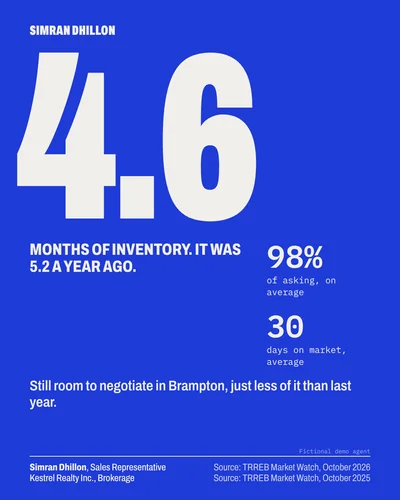 SIMRAN DHILLON
4.6
MONTHS OF INVENTORY. IT WAS
5.2 A YEAR AGO.
98%
of asking, on
average
30
days on market,
average
Still room to negotiate in Brampton, just less of it than last
year.
Fictional demo agent
Simran Dhillon, Sales Representative
Kestrel Realty Inc., Brokerage
Source: TRREB Market Watch, October 2026
Source: TRREB Market Watch, October 2025